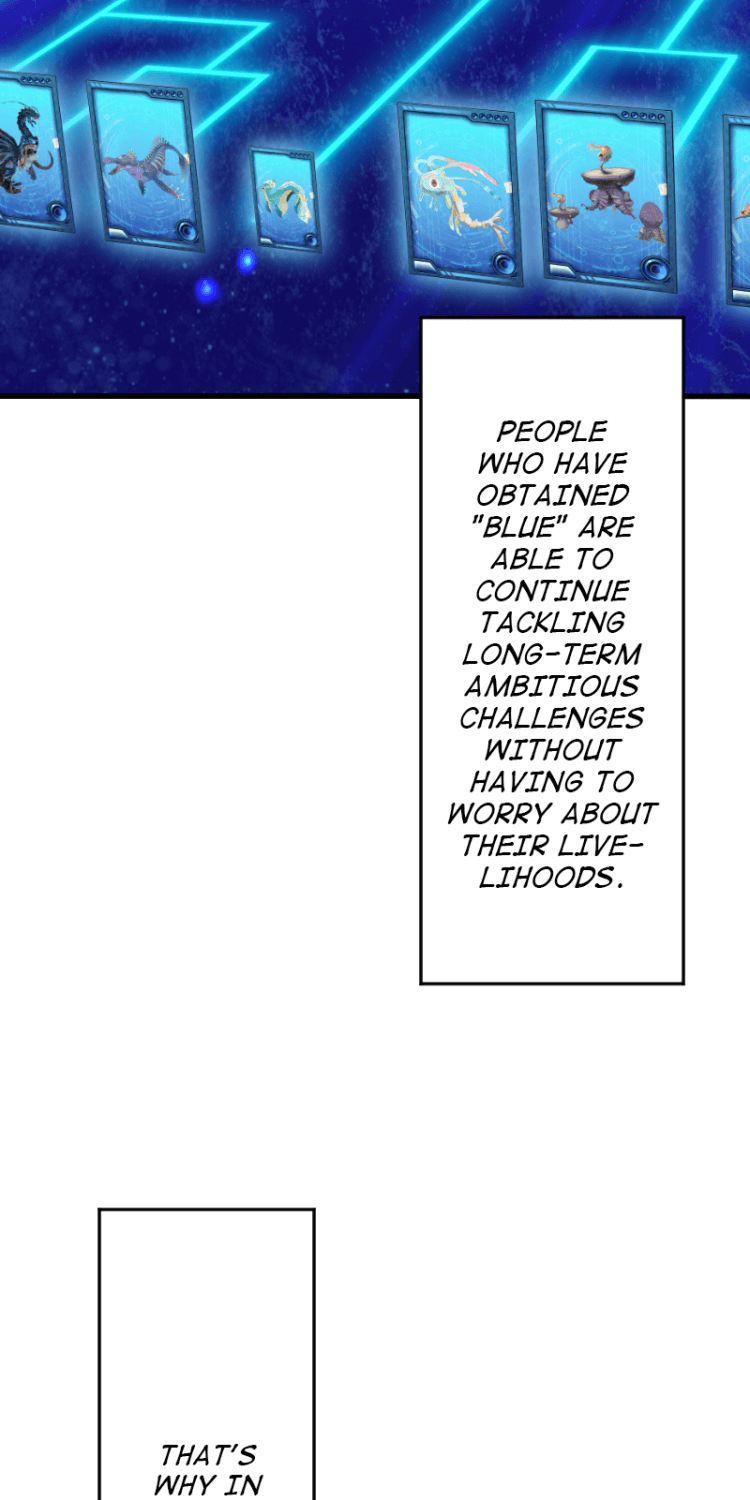 PEOPLE
WHO HAVE
OBTAINED
"BLUE" ARE
ABLE TO
CONTINUE
TACKLING
LONG-TERM
AMBITIOUS
CHALLENGES
WITHOUT
HAVING TO
WORRY ABOUT
THEIR LIVE-
LIHOODS.
THAT'S
WHY IN